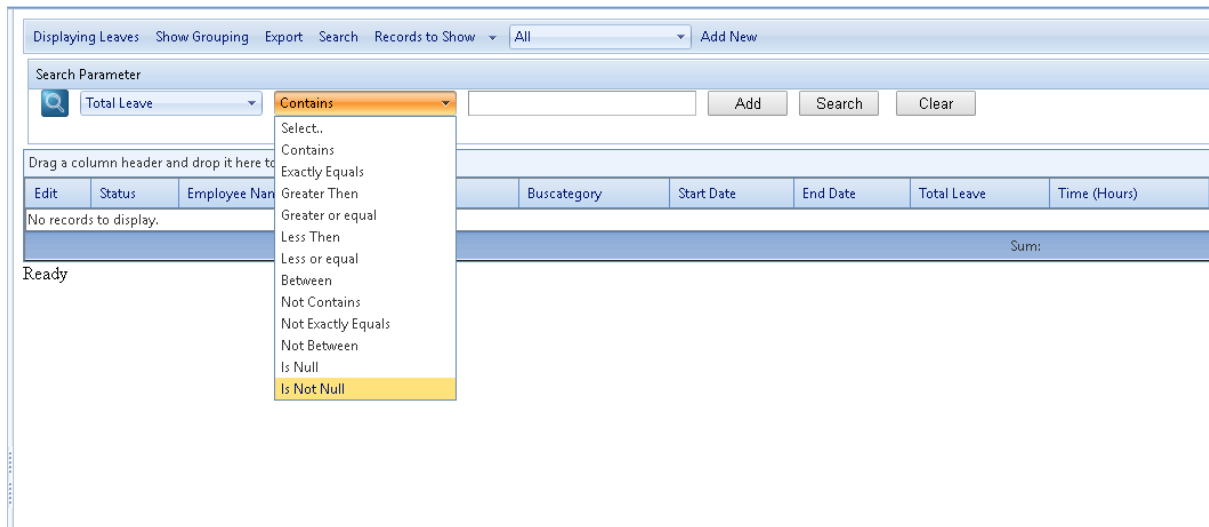 Displaying Leaves Show Grouping Export Search Records to Show All Add New
Search Parameter
Total Leave Contains Add Search Clear
Select..
Contains
Exactly Equals
Greater Then
Greater or equal
Less Then
Less or equal
Between
Not Contains
Not Exactly Equals
Not Between
Is Null
Is Not Null
Drag a column header and drop it here to
Edit Status Employee Nan Buscategory Start Date End Date Total Leave Time (Hours)
No records to display.
Sum:
Ready